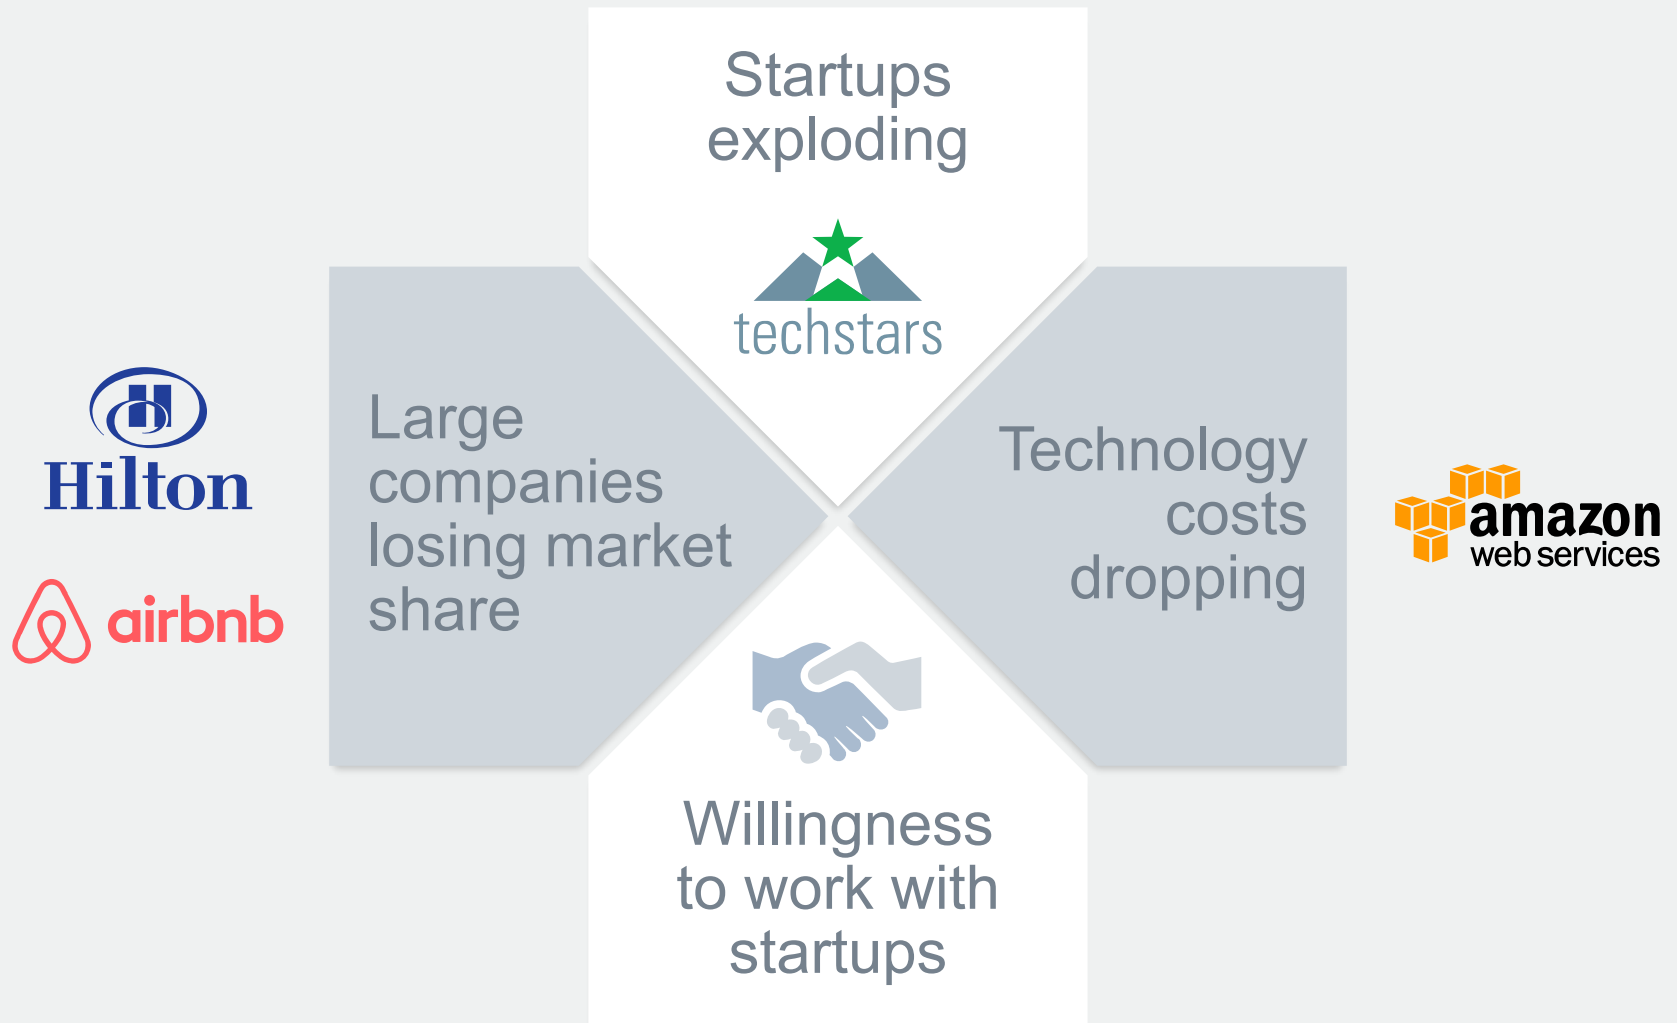 Startups
exploding
techstars
Hilton
airbnb
Large
companies
losing market
share
Technology
costs
dropping
amazon
web services
Willingness
to work with
startups